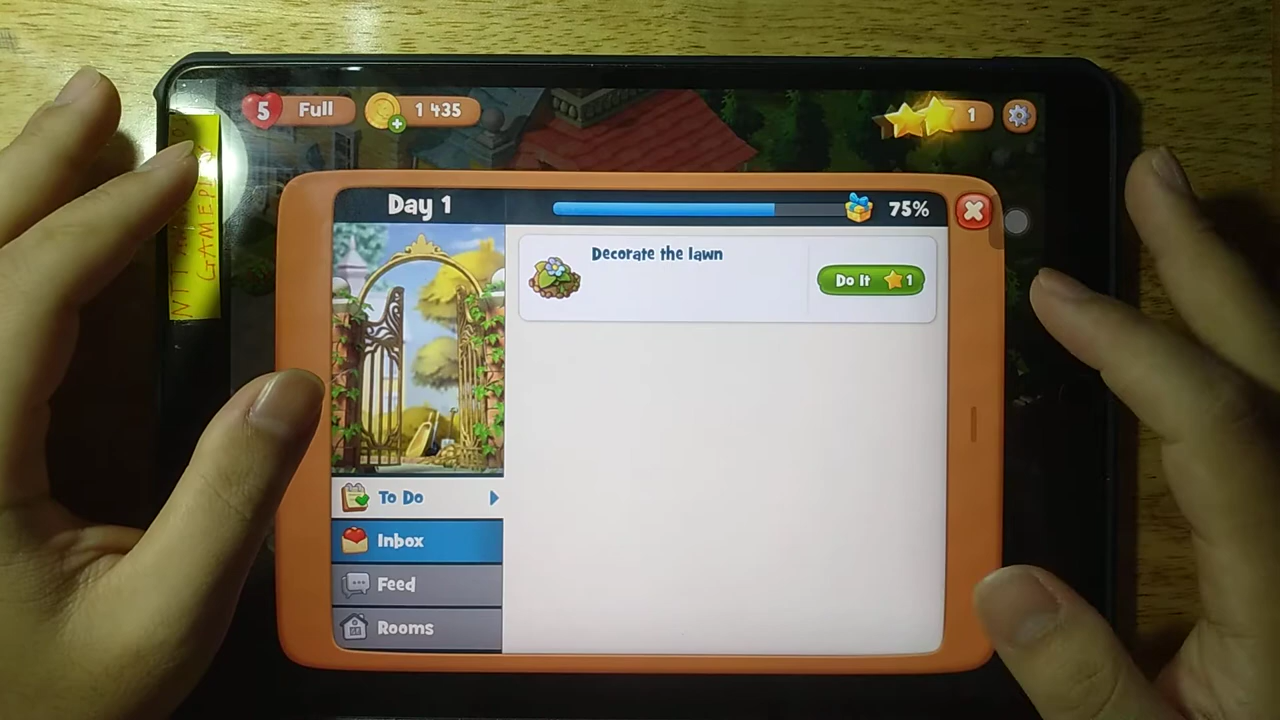 5 Full
1 435
1
Day 1
75%
Decorate the lawn
Do It 1
To Do
Inbox
Feed
Rooms
GAMEPLAY